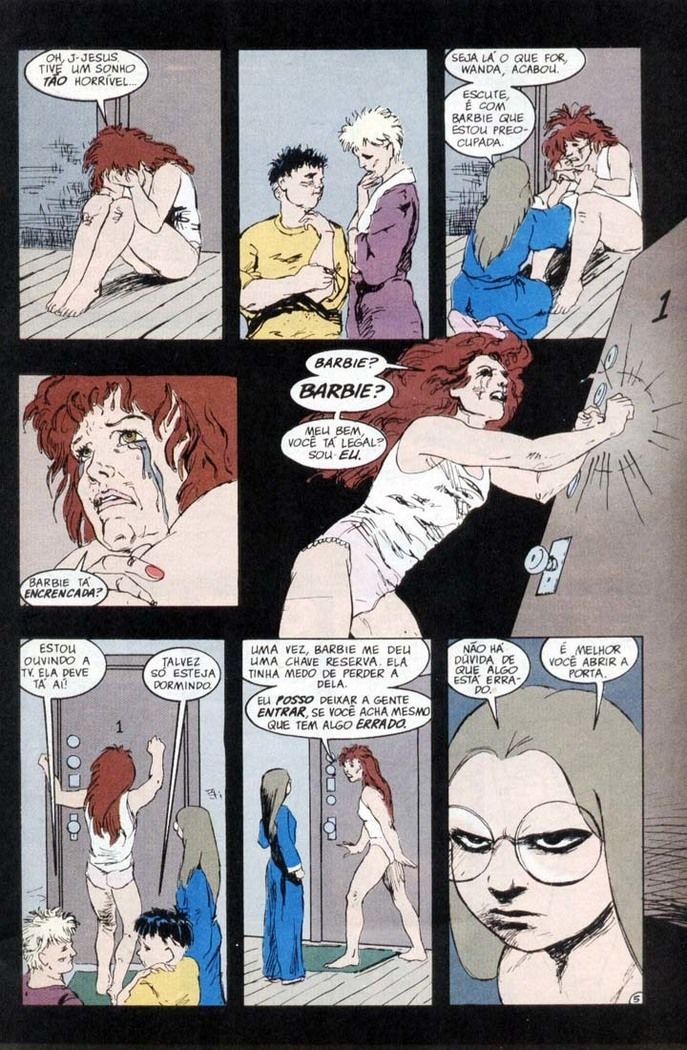 OH, J-JESUS.
TIVE UM SONHO
TÃO HORRÍVEL...
SEJA LÁ O QUE FOR,
WANDA, ACABOU.
ESCUTE,
É COM
BARBIE QUE
ESTOU PREO-
CUPADA.
BARBIE TÁ
ENCRENCADA?
BARBIE?
BARBIE?
MEU BEM,
VOCÊ TÁ LEGAL?
SOU EU.
1
ESTOU
OUVINDO A
TV. ELA DEVE
TÁ AÍ!
TALVEZ
SÓ ESTEJA
DORMINDO.
1
UMA VEZ, BARBIE ME DEU
UMA CHAVE RESERVA. ELA
TINHA MEDO DE PERDER A
DELA.
EU POSSO DEIXAR A GENTE
ENTRAR, SE VOCÊ ACHA MESMO
QUE TEM ALGO ERRADO.
NÃO HÁ
DÚVIDA DE
QUE ALGO
ESTÁ ERRA-
DO.
É MELHOR
VOCÊ ABRIR A
PORTA.
5